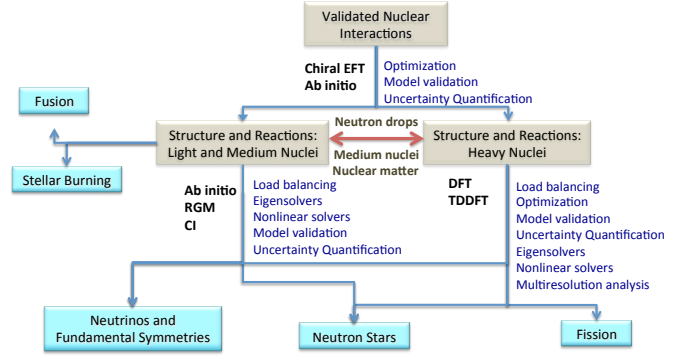 Validated Nuclear
Interactions
Chiral EFT
Ab initio
Optimization
Model validation
Uncertainty Quantification
Fusion
Stellar Burning
Structure and Reactions:
Light and Medium Nuclei
Neutron drops
Medium nuclei
Nuclear matter
Structure and Reactions:
Heavy Nuclei
Ab initio
RGM
CI
Load balancing
Eigensolvers
Nonlinear solvers
Model validation
Uncertainty Quantification
DFT
TDDFT
Load balancing
Optimization
Model validation
Uncertainty Quantification
Eigensolvers
Nonlinear solvers
Multiresolution analysis
Neutrinos and
Fundamental Symmetries
Neutron Stars
Fission